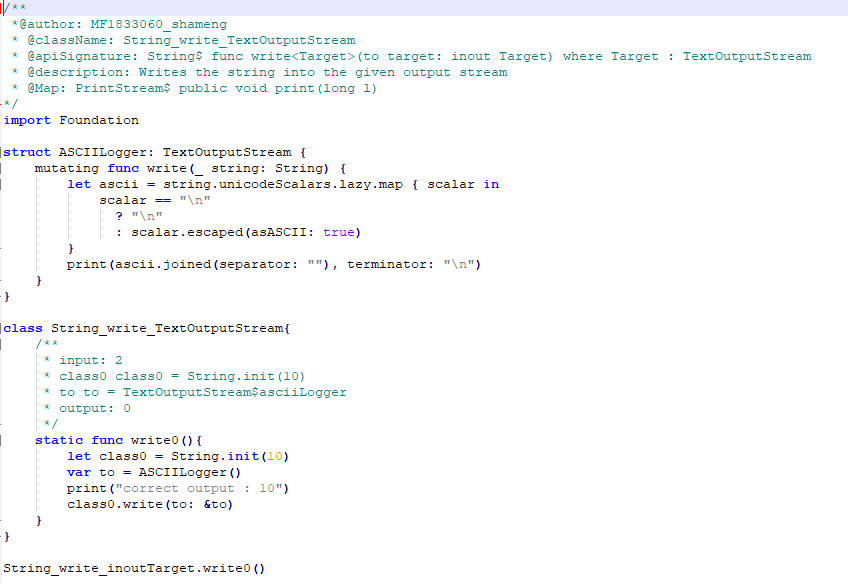 /**
 *@author: MF1833060_shameng
 * @className: String_write_TextOutputStream
 * @apiSignature: String$ func write<Target>(to target: inout Target) where Target : TextOutputStream
 * @description: Writes the string into the given output stream
 * @Map: PrintStream$ public void print(long l)
*/
import Foundation

struct ASCIILogger: TextOutputStream {
    mutating func write(_ string: String) {
        let ascii = string.unicodeScalars.lazy.map { scalar in
            scalar == "\n"
              ? "\n"
              : scalar.escaped(asASCII: true)
        }
        print(ascii.joined(separator: ""), terminator: "\n")
    }
}

class String_write_TextOutputStream{
    /**
     * input: 2
     * class0 class0 = String.init(10)
     * to to = TextOutputStream$asciiLogger
     * output: 0
     */
    static func write0(){
        let class0 = String.init(10)
        var to = ASCIILogger()
        print("correct output : 10")
        class0.write(to: &to)
    }
}

String_write_inoutTarget.write0()